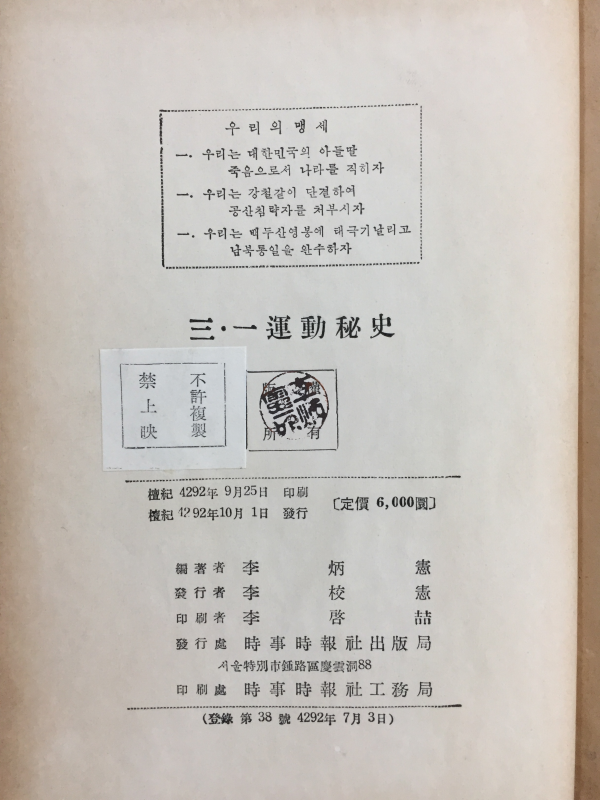 우리의 맹세
一. 우리는 대한민국의 아들딸
죽음으로서 나라를 직히자
一. 우리는 강철같이 단결하여
공산침략자를 처부시자
一. 우리는 백두산영봉에 태극기날리고
남북통일을 완수하자
三·一運動秘史
不許複製
禁上映
版權
所有
檀紀 4292年 9月25日 印刷
檀紀 4292年10月 1日 發行
〔定價 6,000圜〕
編著者 李炳憲
發行者 李校憲
印刷者 李啓喆
發行處 時事時報社出版局
서울特別市鍾路區慶雲洞88
印刷處 時事時報社工務局
(登錄 第 38 號 4292年 7月 3日)